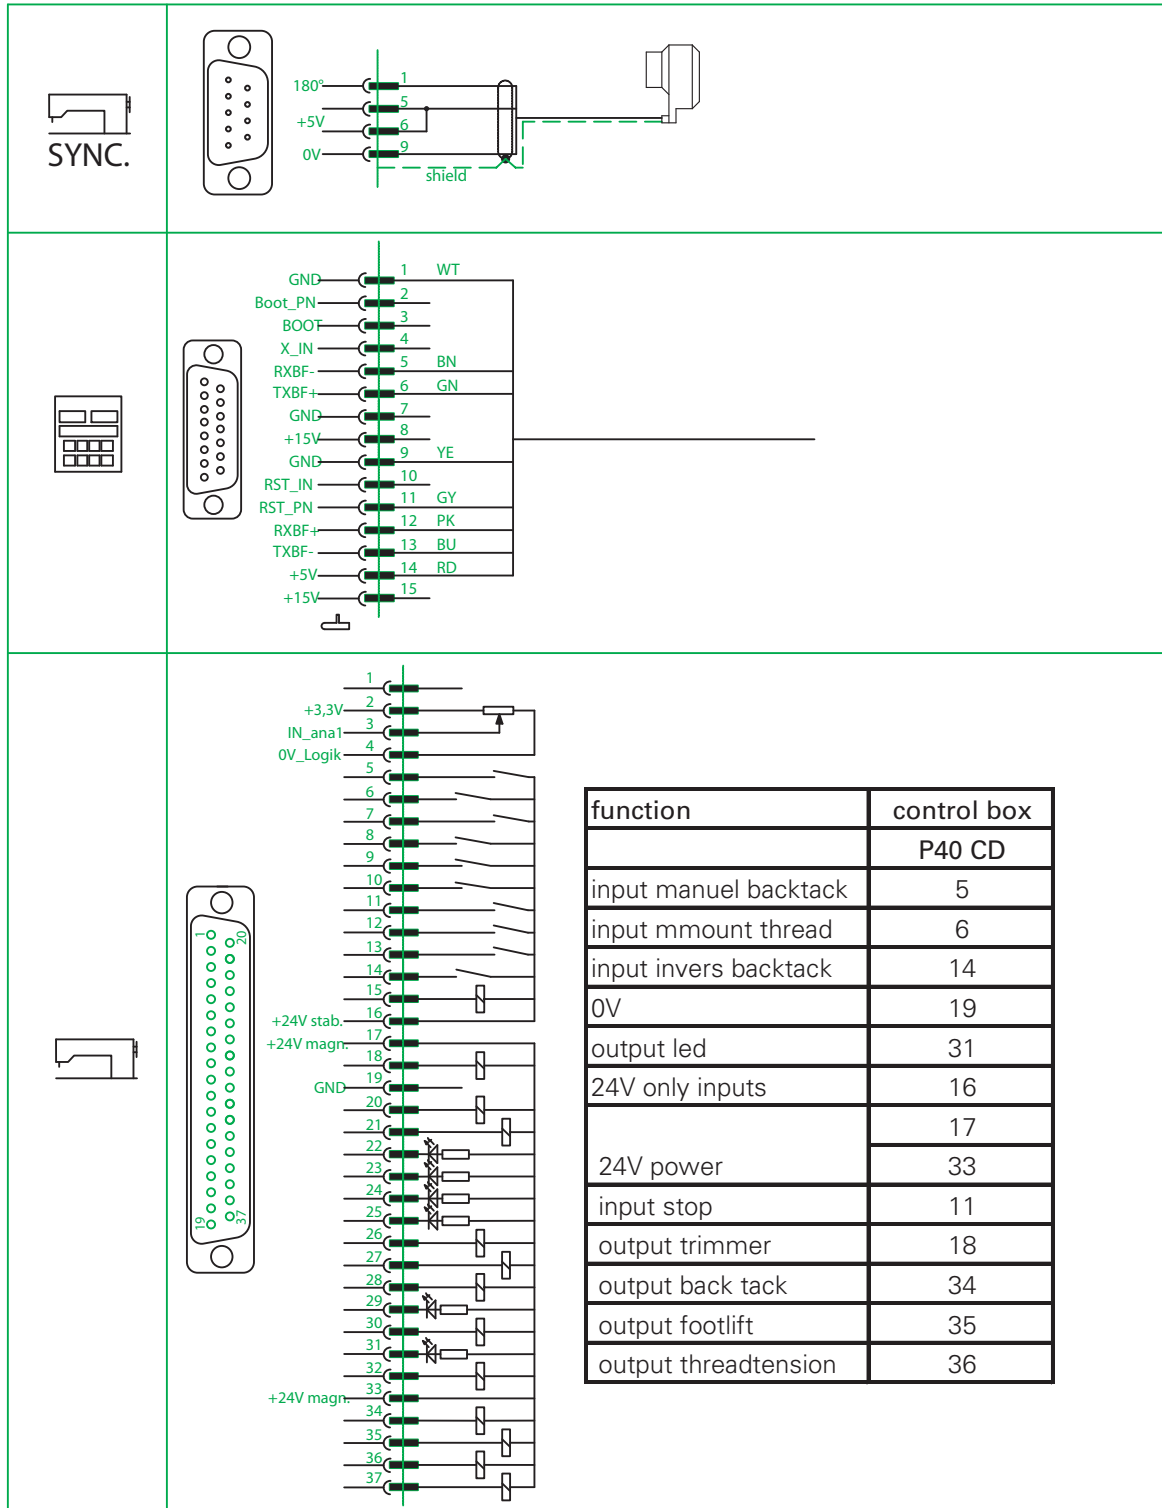 SYNC.
180° 1
5
+5V 6
0V 9
shield
GND 1 WT
Boot_PN 2
BOOT 3
X_IN 4
RXBF- 5 BN
TXBF+ 6 GN
GND 7
+15V 8
GND 9 YE
RST_IN 10
RST_PN 11 GY
RXBF+ 12 PK
TXBF- 13 BU
+5V 14 RD
+15V 15
1 20
19 37
1
+3,3V 2
IN_ana1 3
0V_Logik 4
5
6
7
8
9
10
11
12
13
14
15
+24V stab. 16
+24V magn. 17
18
GND 19
20
21
22
23
24
25
26
27
28
29
30
31
32
+24V magn. 33
34
35
36
37
function control box
P40 CD
input manuel backtack 5
input mmount thread 6
input invers backtack 14
0V 19
output led 31
24V only inputs 16
17
24V power 33
input stop 11
output trimmer 18
output back tack 34
output footlift 35
output threadtension 36